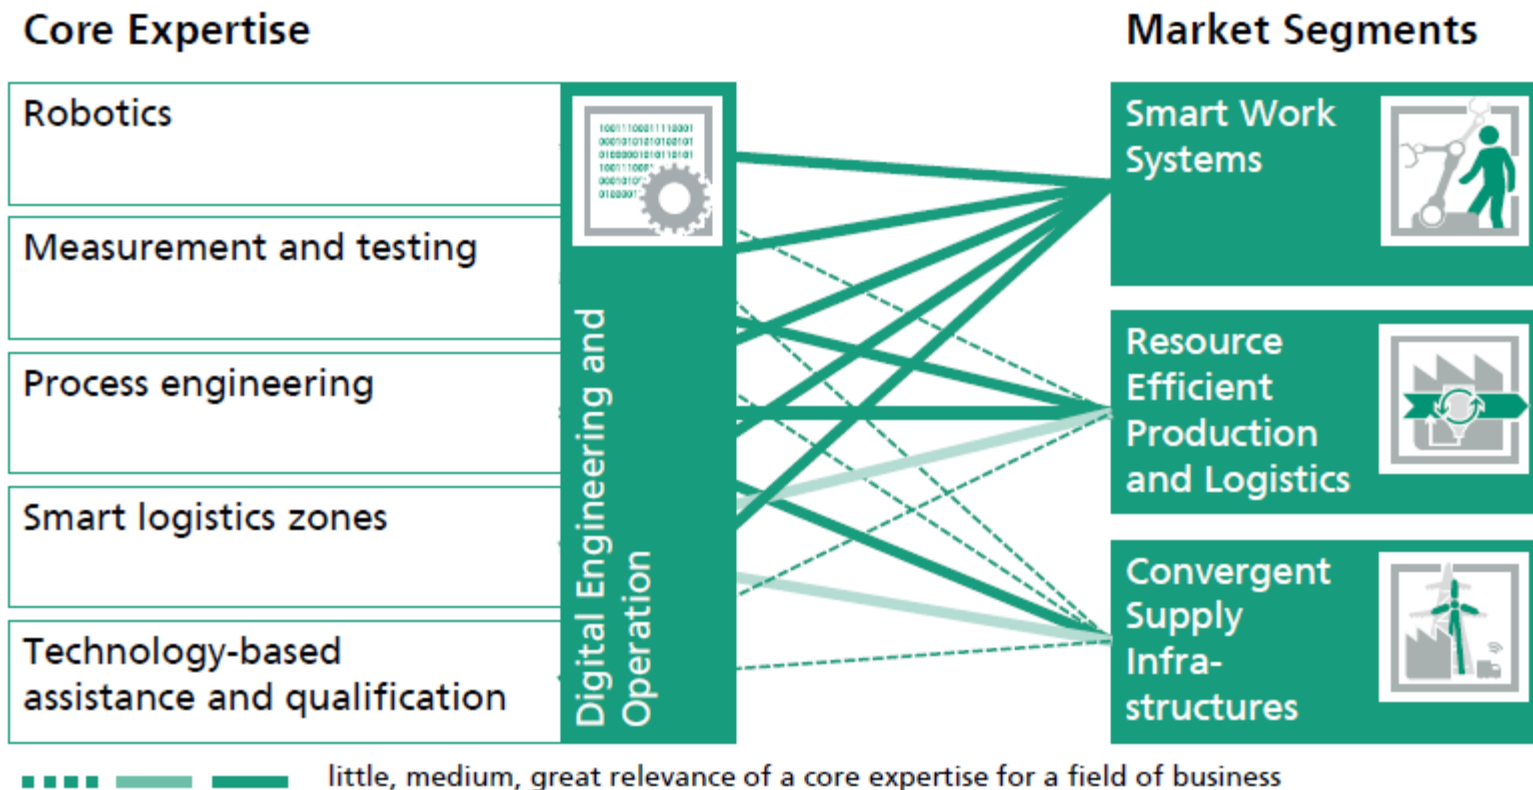 Core Expertise
Market Segments
Robotics
Measurement and testing
Process engineering
Smart logistics zones
Technology-based
assistance and qualification
10011100011110001
Digital Engineering and
Operation
Smart Work
Systems
Resource
Efficient
Production
and Logistics
Convergent
Supply
Infra-
structures
little, medium, great relevance of a core expertise for a field of business